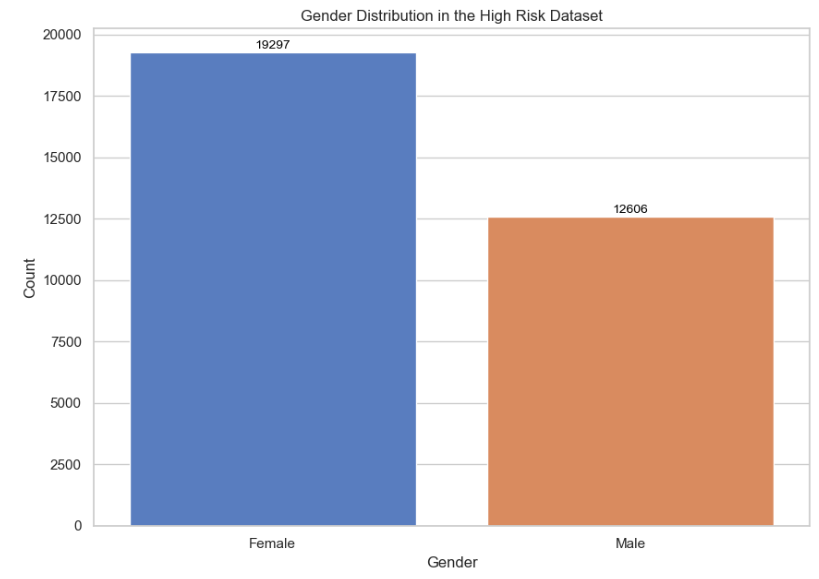 Gender Distribution in the High Risk Dataset
20000
17500
15000
12500
10000
7500
5000
2500
0
Count
19297
12606
Female
Male
Gender